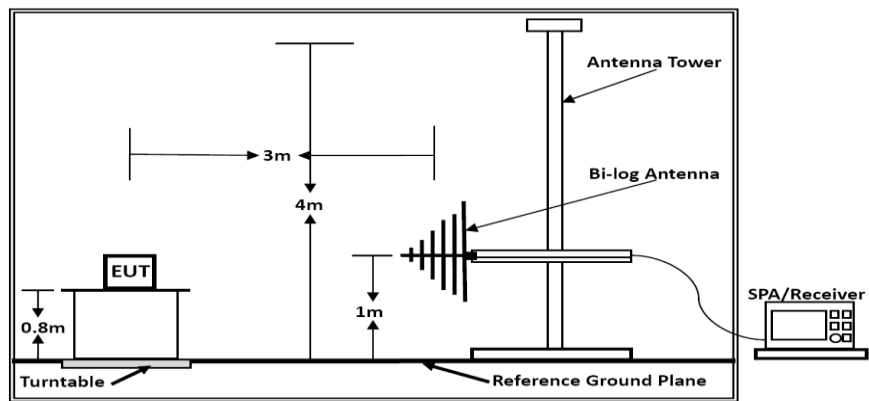 Antenna Tower
3m
Bi-log Antenna
4m
EUT
1m
0.8m
SPA/Receiver
Turntable
Reference Ground Plane